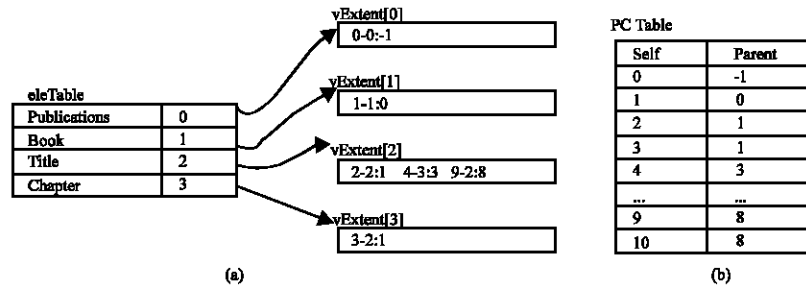 vExtent[0]
0-0:-1
eleTable
Publications 0
Book 1
Title 2
Chapter 3
vExtent[1]
1-1:0
vExtent[2]
2-2:1 4-3:3 9-2:8
vExtent[3]
3-2:1
(a)
PC Table
Self Parent
0 -1
1 0
2 1
3 1
4 3
... ...
9 8
10 8
(b)